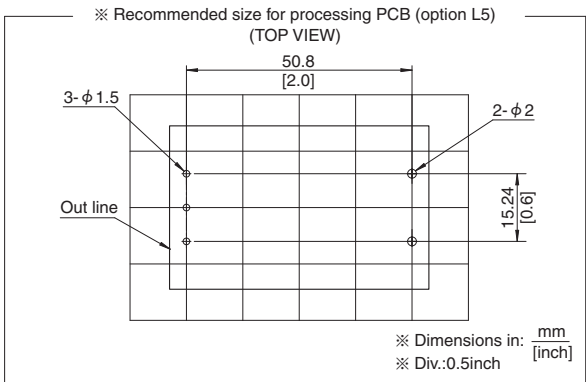 ※ Recommended size for processing PCB (option L5)
(TOP VIEW)
50.8
[2.0]
3-ϕ1.5
2-ϕ2
Out line
15.24
[0.6]
※ Dimensions in: mm
[inch]
※ Div.:0.5inch